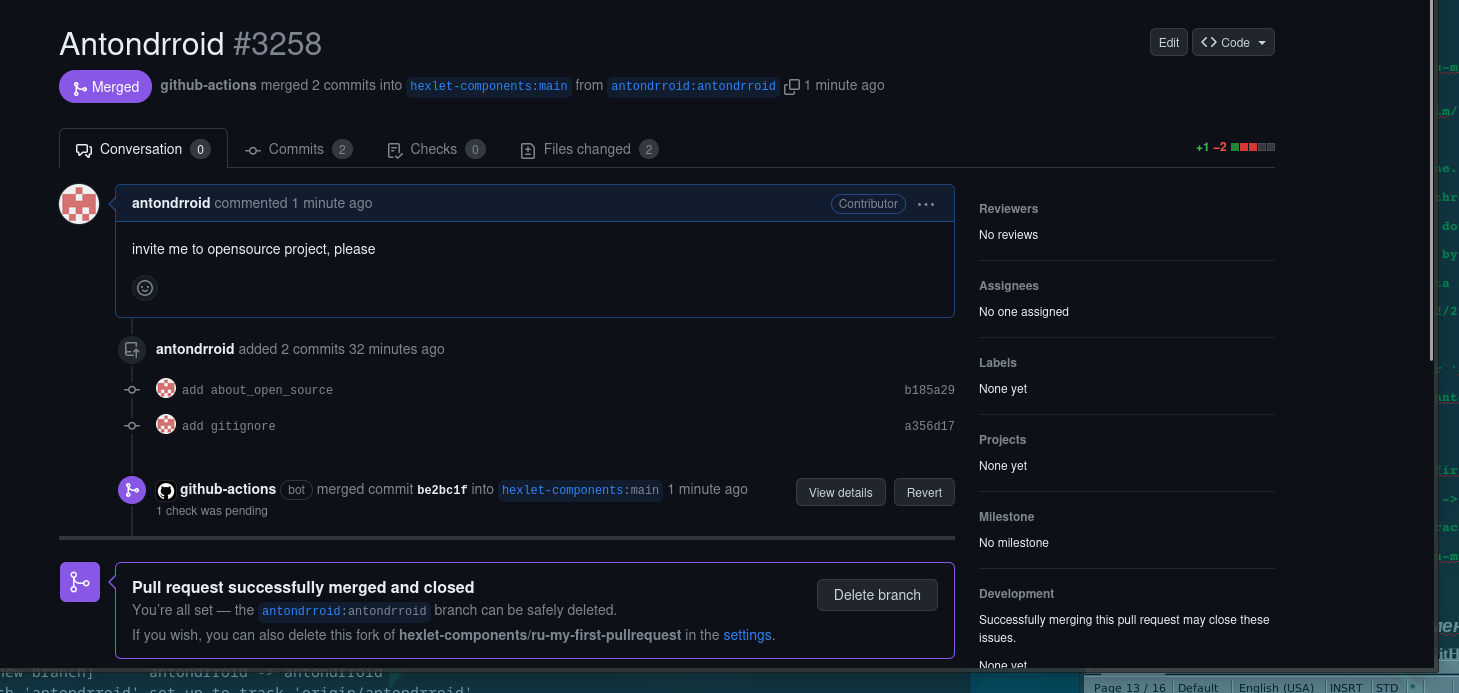 Antondrroid #3258
Edit
Code
Merged
github-actions merged 2 commits into hexlet-components:main from antondrroid:antondrroid 1 minute ago
Conversation 0
Commits 2
Checks 0
Files changed 2
+1 −2
antondrroid commented 1 minute ago
Contributor
invite me to opensource project, please
antondrroid added 2 commits 32 minutes ago
add about_open_source b185a29
add gitignore a356d17
github-actions bot merged commit be2bc1f into hexlet-components:main 1 minute ago
1 check was pending
View details
Revert
Pull request successfully merged and closed
You're all set — the antondrroid:antondrroid branch can be safely deleted.
If you wish, you can also delete this fork of hexlet-components/ru-my-first-pullrequest in the settings.
Delete branch
Reviewers
No reviews
Assignees
No one assigned
Labels
None yet
Projects
None yet
Milestone
No milestone
Development
Successfully merging this pull request may close these
issues.
None yet
new branch] antondrroid -> antondrroid
'antondrroid' set up to track 'origin/antondrroid'
Page 13 / 16 Default English (USA) INSRT STD *